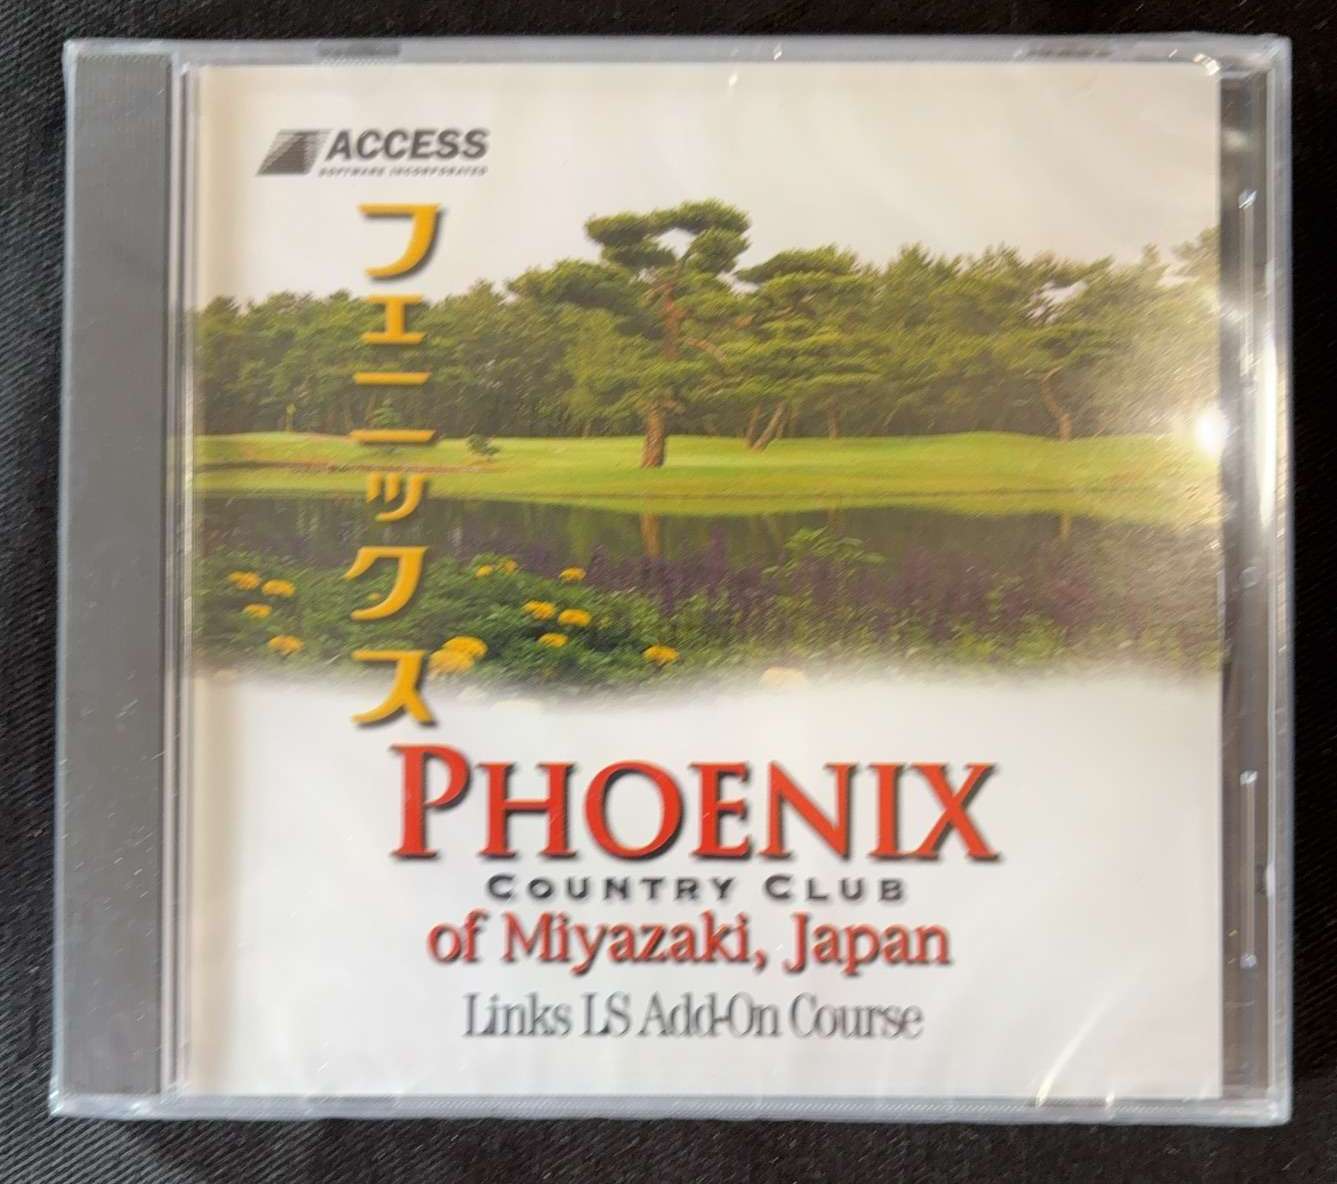 ACCESS
SOFTWARE INCORPORATED
フェニックス
PHOENIX
COUNTRY CLUB
of Miyazaki, Japan
Links LS Add-On Course